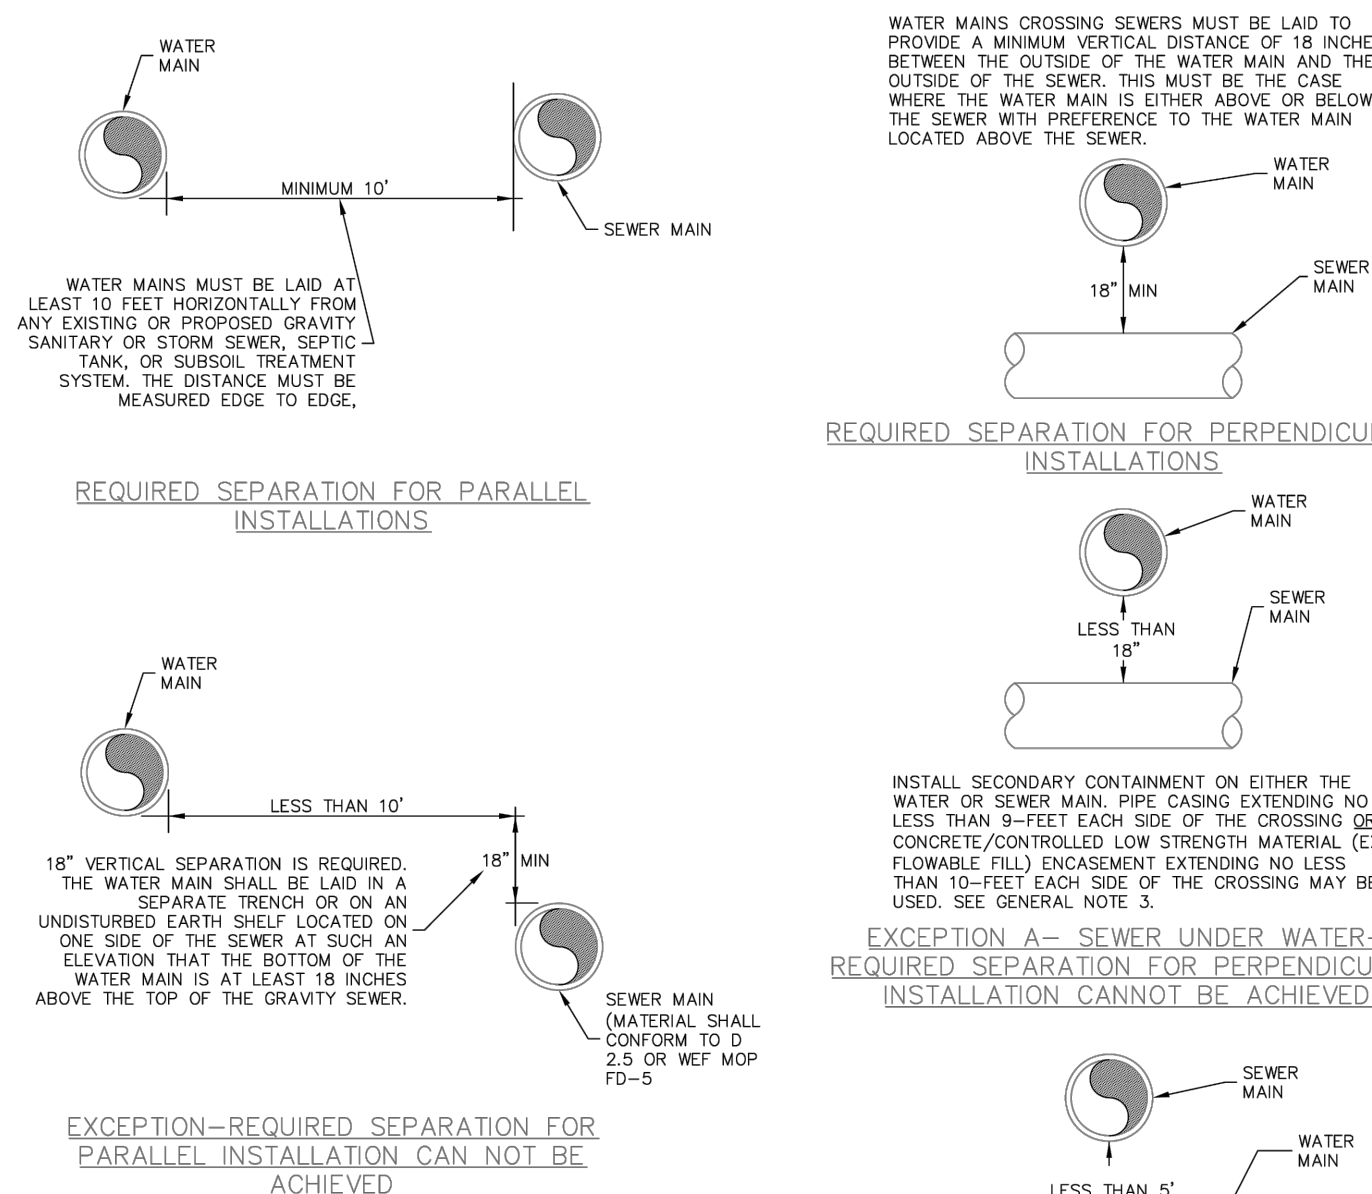 WATER
MAIN
MINIMUM 10'
SEWER MAIN
WATER MAINS MUST BE LAID AT
LEAST 10 FEET HORIZONTALLY FROM
ANY EXISTING OR PROPOSED GRAVITY
SANITARY OR STORM SEWER, SEPTIC
TANK, OR SUBSOIL TREATMENT
SYSTEM. THE DISTANCE MUST BE
MEASURED EDGE TO EDGE,
REQUIRED SEPARATION FOR PARALLEL
INSTALLATIONS
WATER
MAIN
LESS THAN 10'
18" MIN
18" VERTICAL SEPARATION IS REQUIRED.
THE WATER MAIN SHALL BE LAID IN A
SEPARATE TRENCH OR ON AN
UNDISTURBED EARTH SHELF LOCATED ON
ONE SIDE OF THE SEWER AT SUCH AN
ELEVATION THAT THE BOTTOM OF THE
WATER MAIN IS AT LEAST 18 INCHES
ABOVE THE TOP OF THE GRAVITY SEWER.
SEWER MAIN
(MATERIAL SHALL
CONFORM TO D
2.5 OR WEF MOP
FD-5
EXCEPTION-REQUIRED SEPARATION FOR
PARALLEL INSTALLATION CAN NOT BE
ACHIEVED
WATER MAINS CROSSING SEWERS MUST BE LAID TO
PROVIDE A MINIMUM VERTICAL DISTANCE OF 18 INCHE
BETWEEN THE OUTSIDE OF THE WATER MAIN AND THE
OUTSIDE OF THE SEWER. THIS MUST BE THE CASE
WHERE THE WATER MAIN IS EITHER ABOVE OR BELOW
THE SEWER WITH PREFERENCE TO THE WATER MAIN
LOCATED ABOVE THE SEWER.
WATER
MAIN
18" MIN
SEWER
MAIN
REQUIRED SEPARATION FOR
INSTALLATIONS
WATER
MAIN
LESS THAN
18"
SEWER
MAIN
INSTALL SECONDARY CONTAINMENT ON EITHER THE
WATER OR SEWER MAIN. PIPE CASING EXTENDING NO
LESS THAN 9-FEET EACH SIDE OF THE CROSSING OR
CONCRETE/CONTROLLED LOW STRENGTH MATERIAL
FLOWABLE FILL) ENCASEMENT EXTENDING NO LESS
THAN 10-FEET EACH SIDE OF THE CROSSING MAY BE
USED. SEE GENERAL NOTE 3.
EXCEPTION A- SEWER UNDER WATER-
REQUIRED SEPARATION FOR
INSTALLATION CANNOT BE ACHIEVED
SEWER
MAIN
WATER
MAIN
LESS THAN 5'